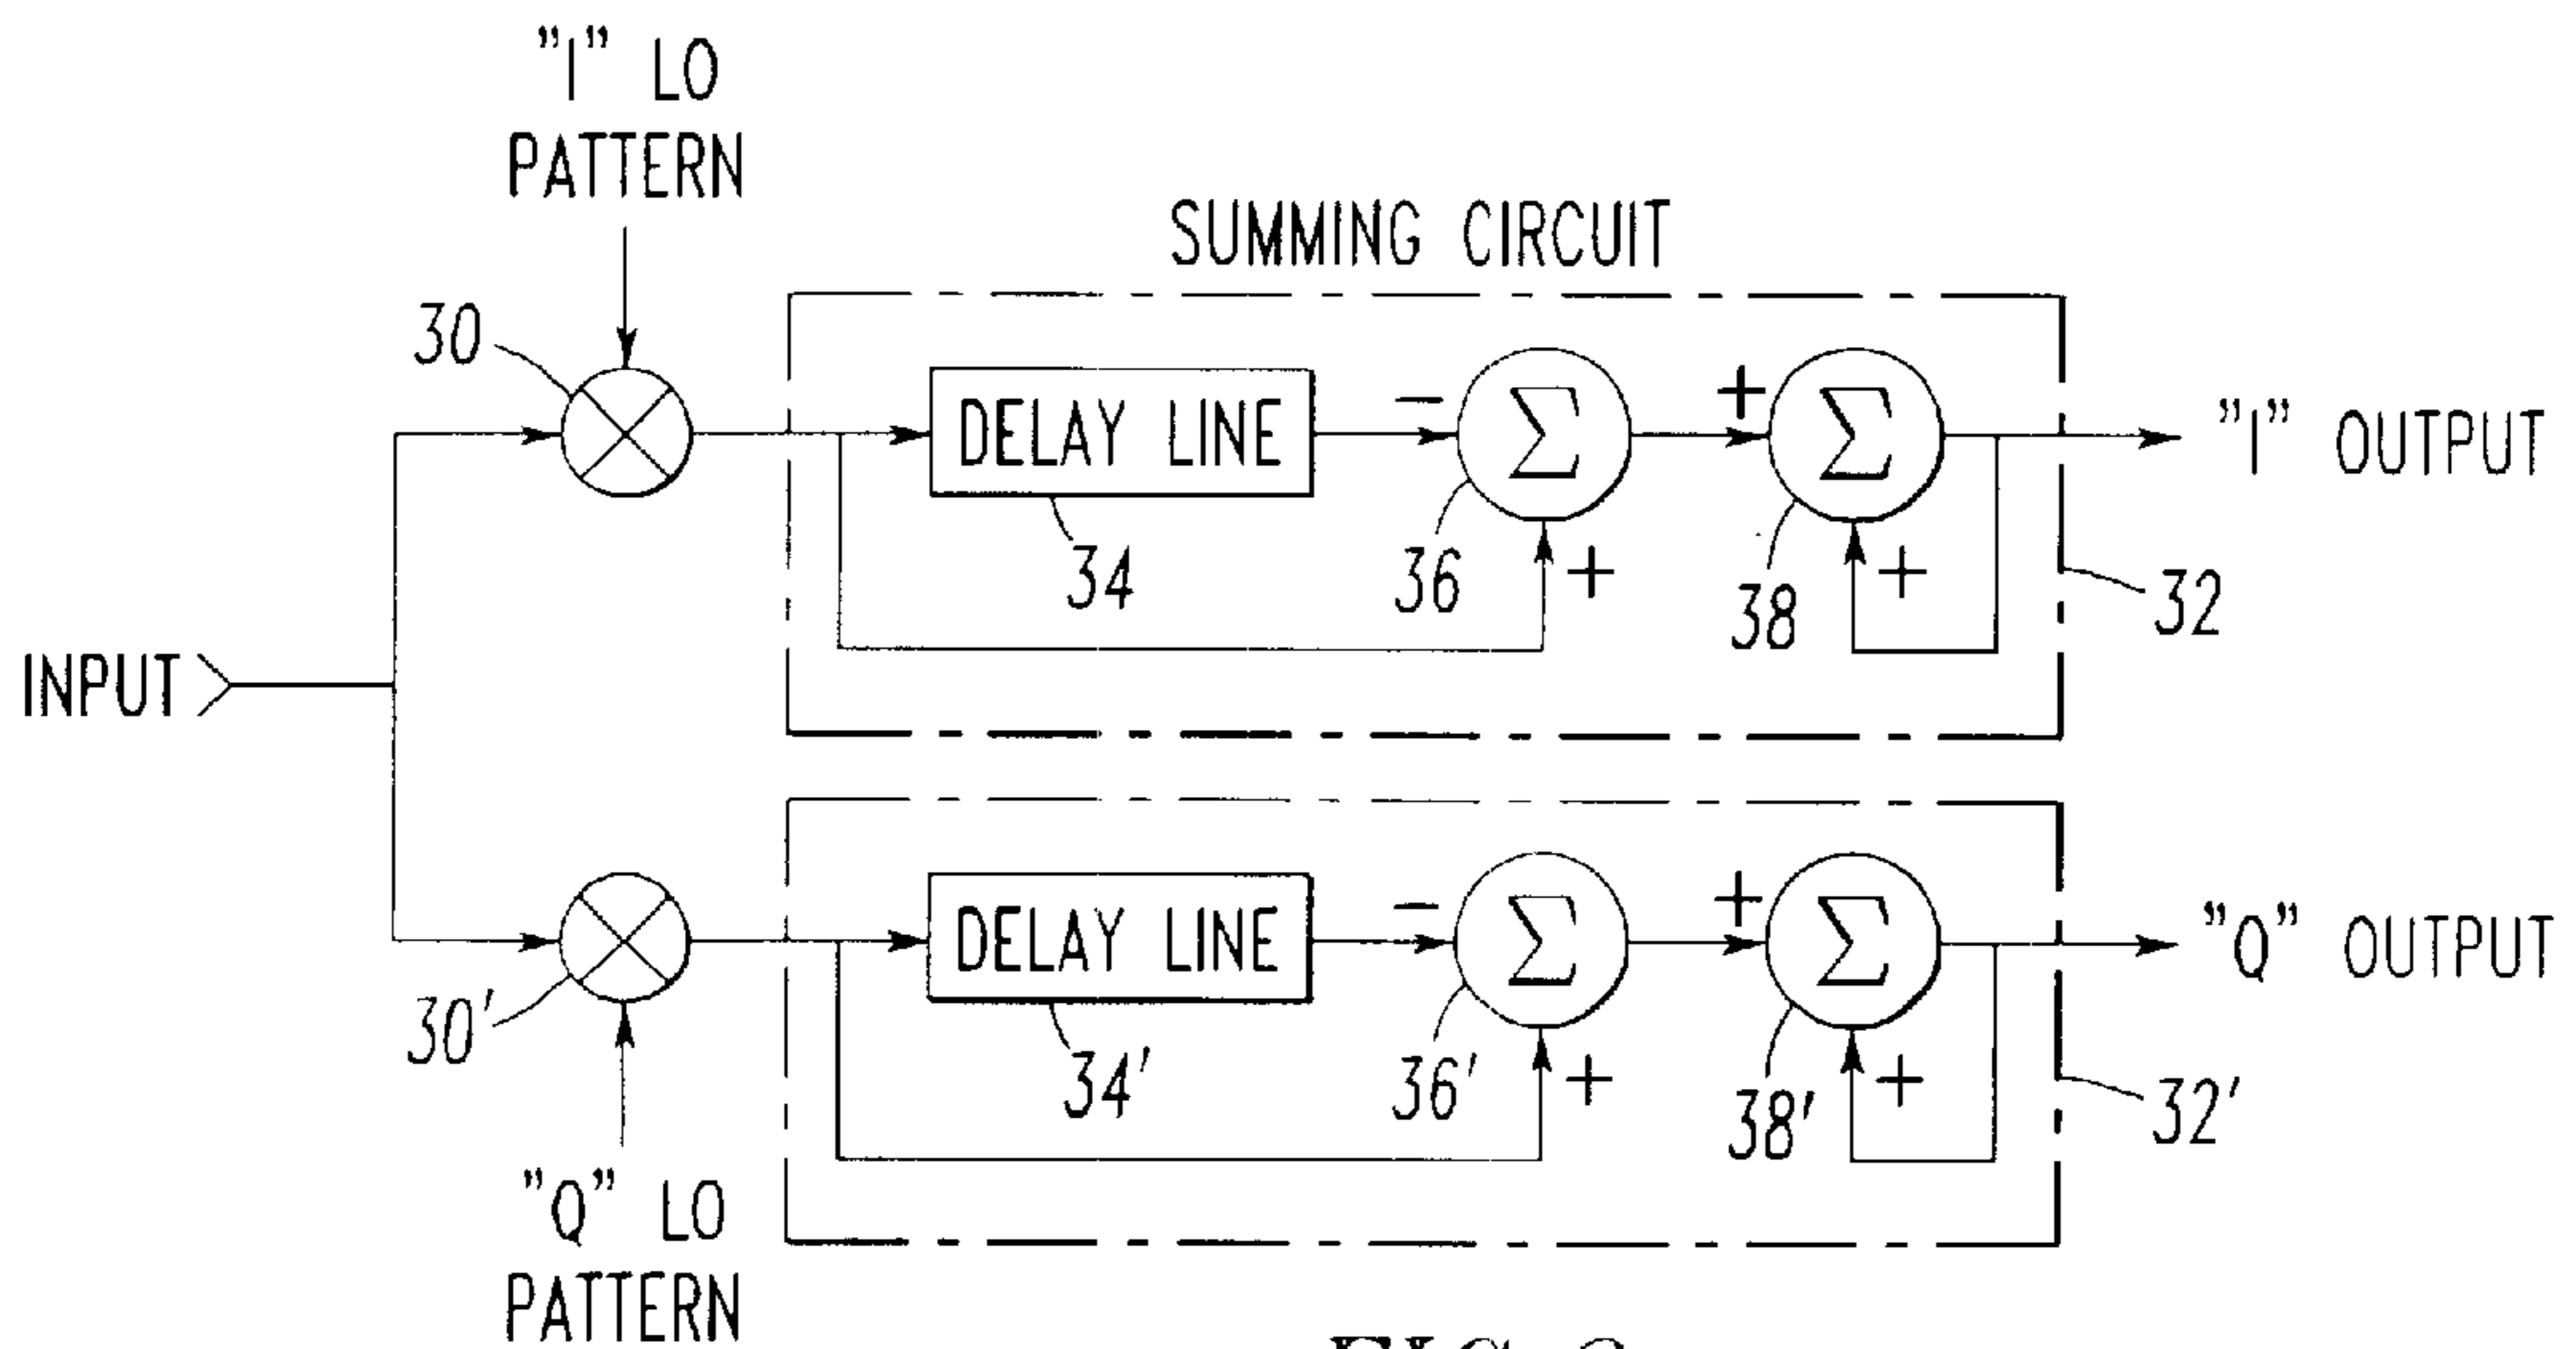 "I" LO
PATTERN
SUMMING CIRCUIT
30
DELAY LINE
−
Σ
+
Σ
"I" OUTPUT
34
36
+
38
+
32
INPUT
DELAY LINE
−
Σ
+
Σ
"Q" OUTPUT
30'
34'
36'
+
38'
+
32'
"Q" LO
PATTERN